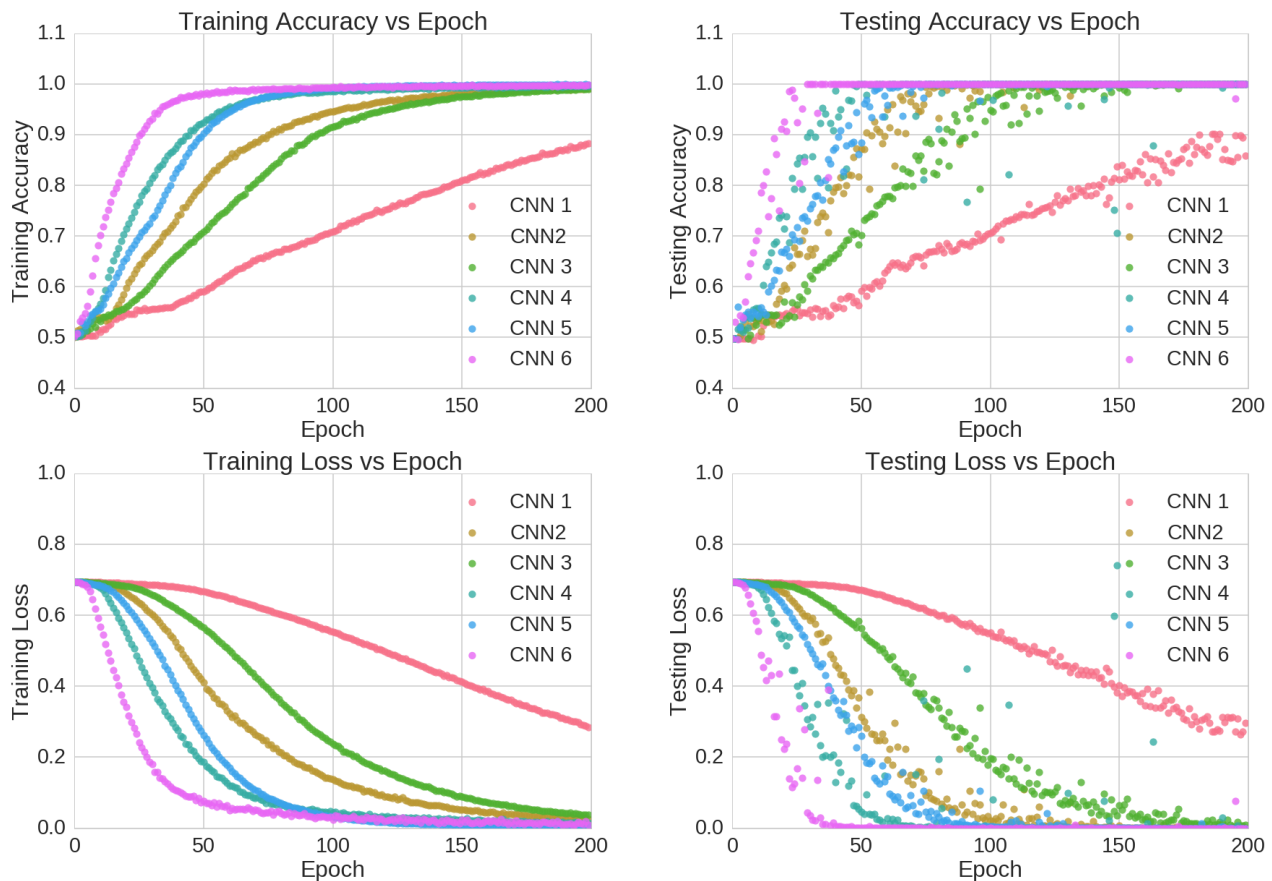 Training Accuracy vs Epoch
1.1
1.0
0.9
0.8
0.7
0.6
0.5
0.4
Training Accuracy
0 50 100 150 200
Epoch
CNN 1
CNN2
CNN 3
CNN 4
CNN 5
CNN 6
Testing Accuracy vs Epoch
1.1
1.0
0.9
0.8
0.7
0.6
0.5
0.4
Testing Accuracy
0 50 100 150 200
Epoch
CNN 1
CNN2
CNN 3
CNN 4
CNN 5
CNN 6
Training Loss vs Epoch
1.0
0.8
0.6
0.4
0.2
0.0
Training Loss
0 50 100 150 200
Epoch
CNN 1
CNN2
CNN 3
CNN 4
CNN 5
CNN 6
Testing Loss vs Epoch
1.0
0.8
0.6
0.4
0.2
0.0
Testing Loss
0 50 100 150 200
Epoch
CNN 1
CNN2
CNN 3
CNN 4
CNN 5
CNN 6